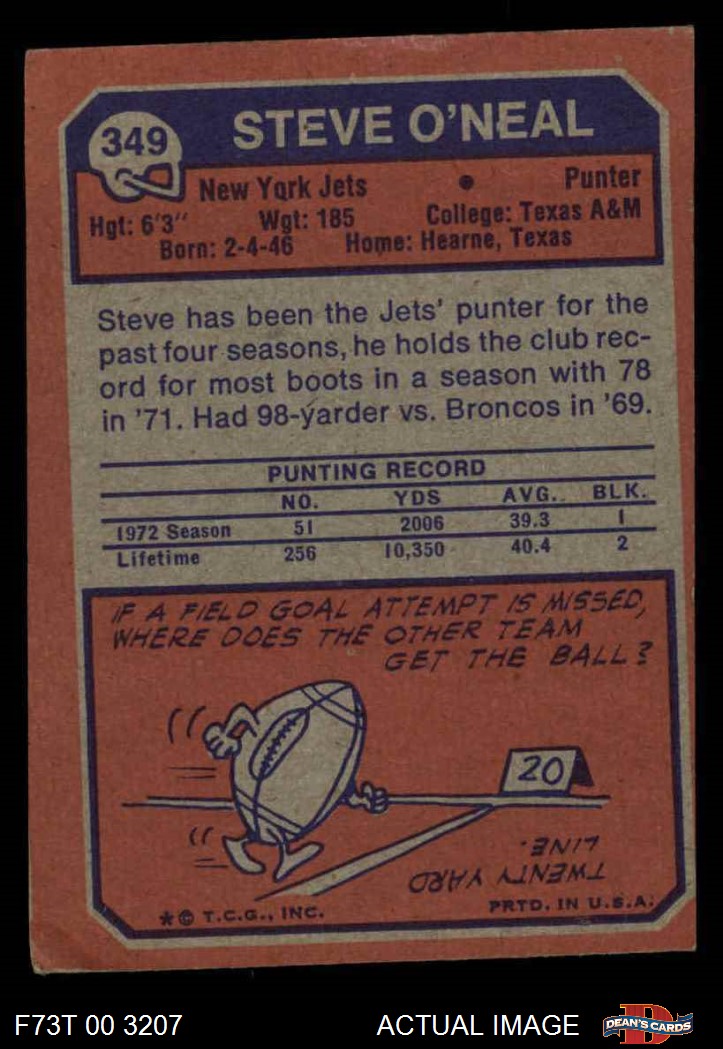 349
STEVE O'NEAL
New York Jets • Punter
Hgt: 6'3" Wgt: 185 College: Texas A&M
Born: 2-4-46 Home: Hearne, Texas
Steve has been the Jets' punter for the
past four seasons, he holds the club rec-
ord for most boots in a season with 78
in '71. Had 98-yarder vs. Broncos in '69.
PUNTING RECORD
NO. YDS AVG. BLK.
1972 Season 51 2006 39.3 1
Lifetime 256 10,350 40.4 2
IF A FIELD GOAL ATTEMPT IS MISSED,
WHERE DOES THE OTHER TEAM
GET THE BALL?
20
TWENTY YARD
LINE.
*© T.C.G., INC. PRTD. IN U.S.A.
F73T 00 3207 ACTUAL IMAGE D DEAN'S CARDS